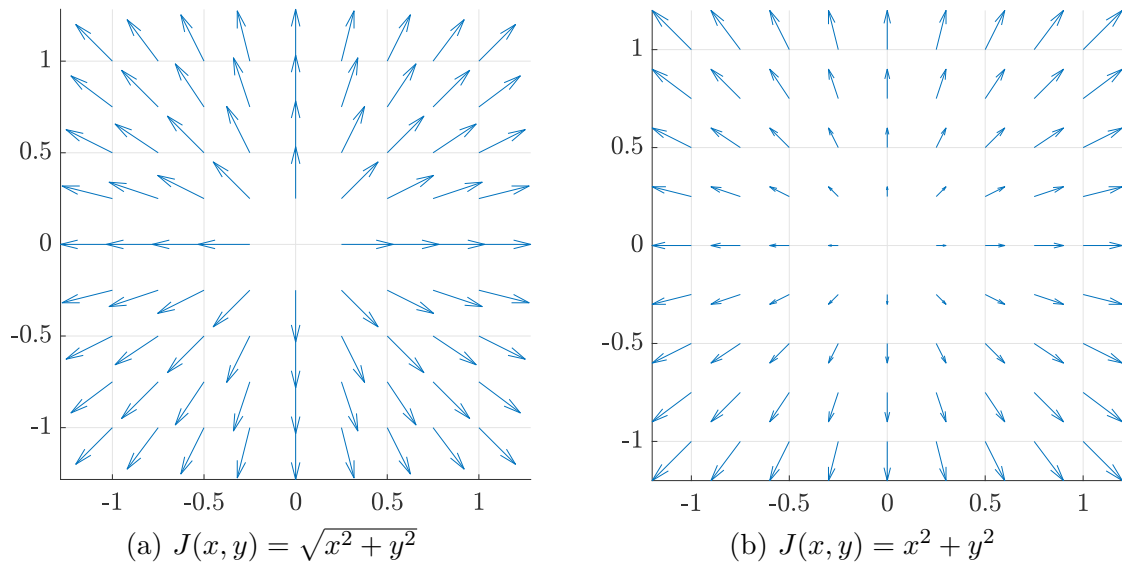 1
0.5
0
-0.5
-1
-1 -0.5 0 0.5 1
(a) J(x, y) = √(x² + y²)
1
0.5
0
-0.5
-1
-1 -0.5 0 0.5 1
(b) J(x, y) = x² + y²